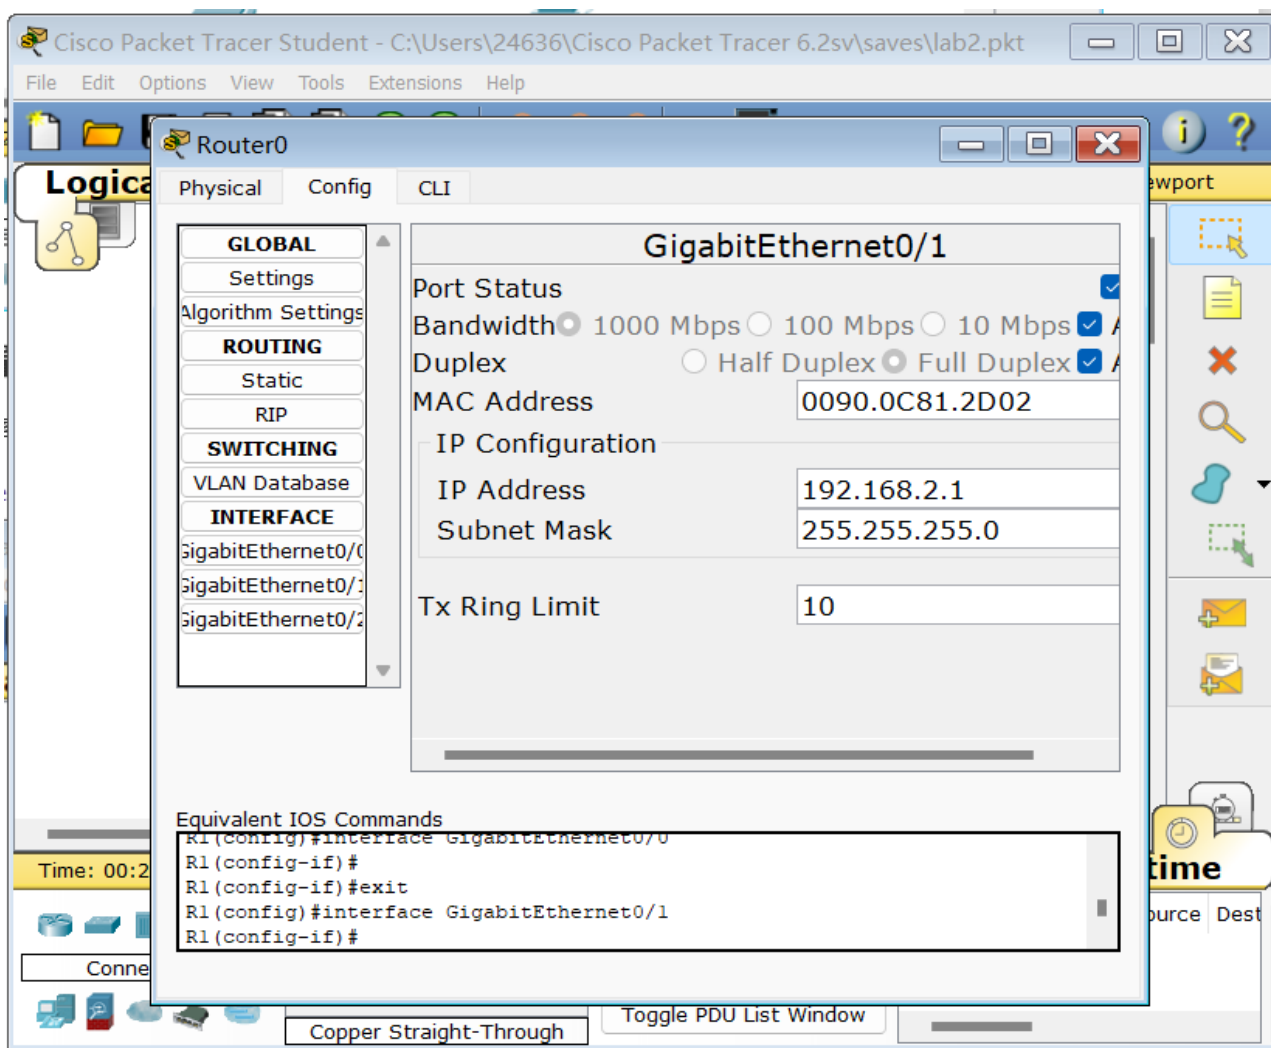 Cisco Packet Tracer Student - C:\Users\24636\Cisco Packet Tracer 6.2sv\saves\lab2.pkt
File Edit Options View Tools Extensions Help
Router0
Logica
ewport
Physical Config CLI
GLOBAL
Settings
Algorithm Settings
ROUTING
Static
RIP
SWITCHING
VLAN Database
INTERFACE
GigabitEthernet0/0
GigabitEthernet0/1
GigabitEthernet0/2
GigabitEthernet0/1
Port Status
Bandwidth 1000 Mbps 100 Mbps 10 Mbps A
Duplex Half Duplex Full Duplex A
MAC Address 0090.0C81.2D02
IP Configuration
IP Address 192.168.2.1
Subnet Mask 255.255.255.0
Tx Ring Limit 10
Equivalent IOS Commands
R1(config)#interface GigabitEthernet0/0
R1(config-if)#
R1(config-if)#exit
R1(config)#interface GigabitEthernet0/1
R1(config-if)#
Time: 00:2
time
ource Dest
Conne
Copper Straight-Through
Toggle PDU List Window